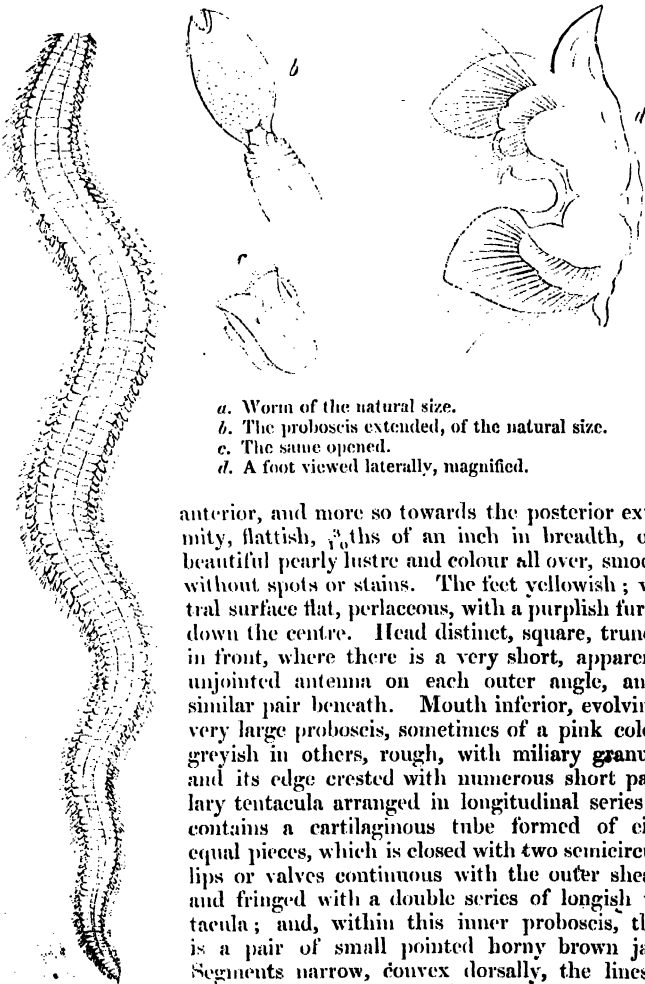 b
d
c
a. Worm of the natural size.
b. The proboscis extended, of the natural size.
c. The same opened.
d. A foot viewed laterally, magnified.
anterior, and more so towards the posterior ex
mity, flattish, ths of an inch in breadth, o
beautiful pearly lustre and colour all over, smoo
without spots or stains. The feet yellowish; v
tral surface flat, perlaceous, with a purplish fur
down the centre. Head distinct, square, trun
in front, where there is a very short, appare
unjointed antenna on each outer angle, an
similar pair beneath. Mouth inferior, evolvin
very large proboscis, sometimes of a pink colo
greyish in others, rough, with miliary granu
and its edge crested with numerous short pa
lary tentacula arranged in longitudinal series
contains a cartilaginous tube formed of ei
equal pieces, which is closed with two semicircu
lips or valves continuous with the outer shea
and fringed with a double series of longish
tacula; and, within this inner proboscis, th
is a pair of small pointed horny brown ja
Segments narrow, convex dorsally, the lines